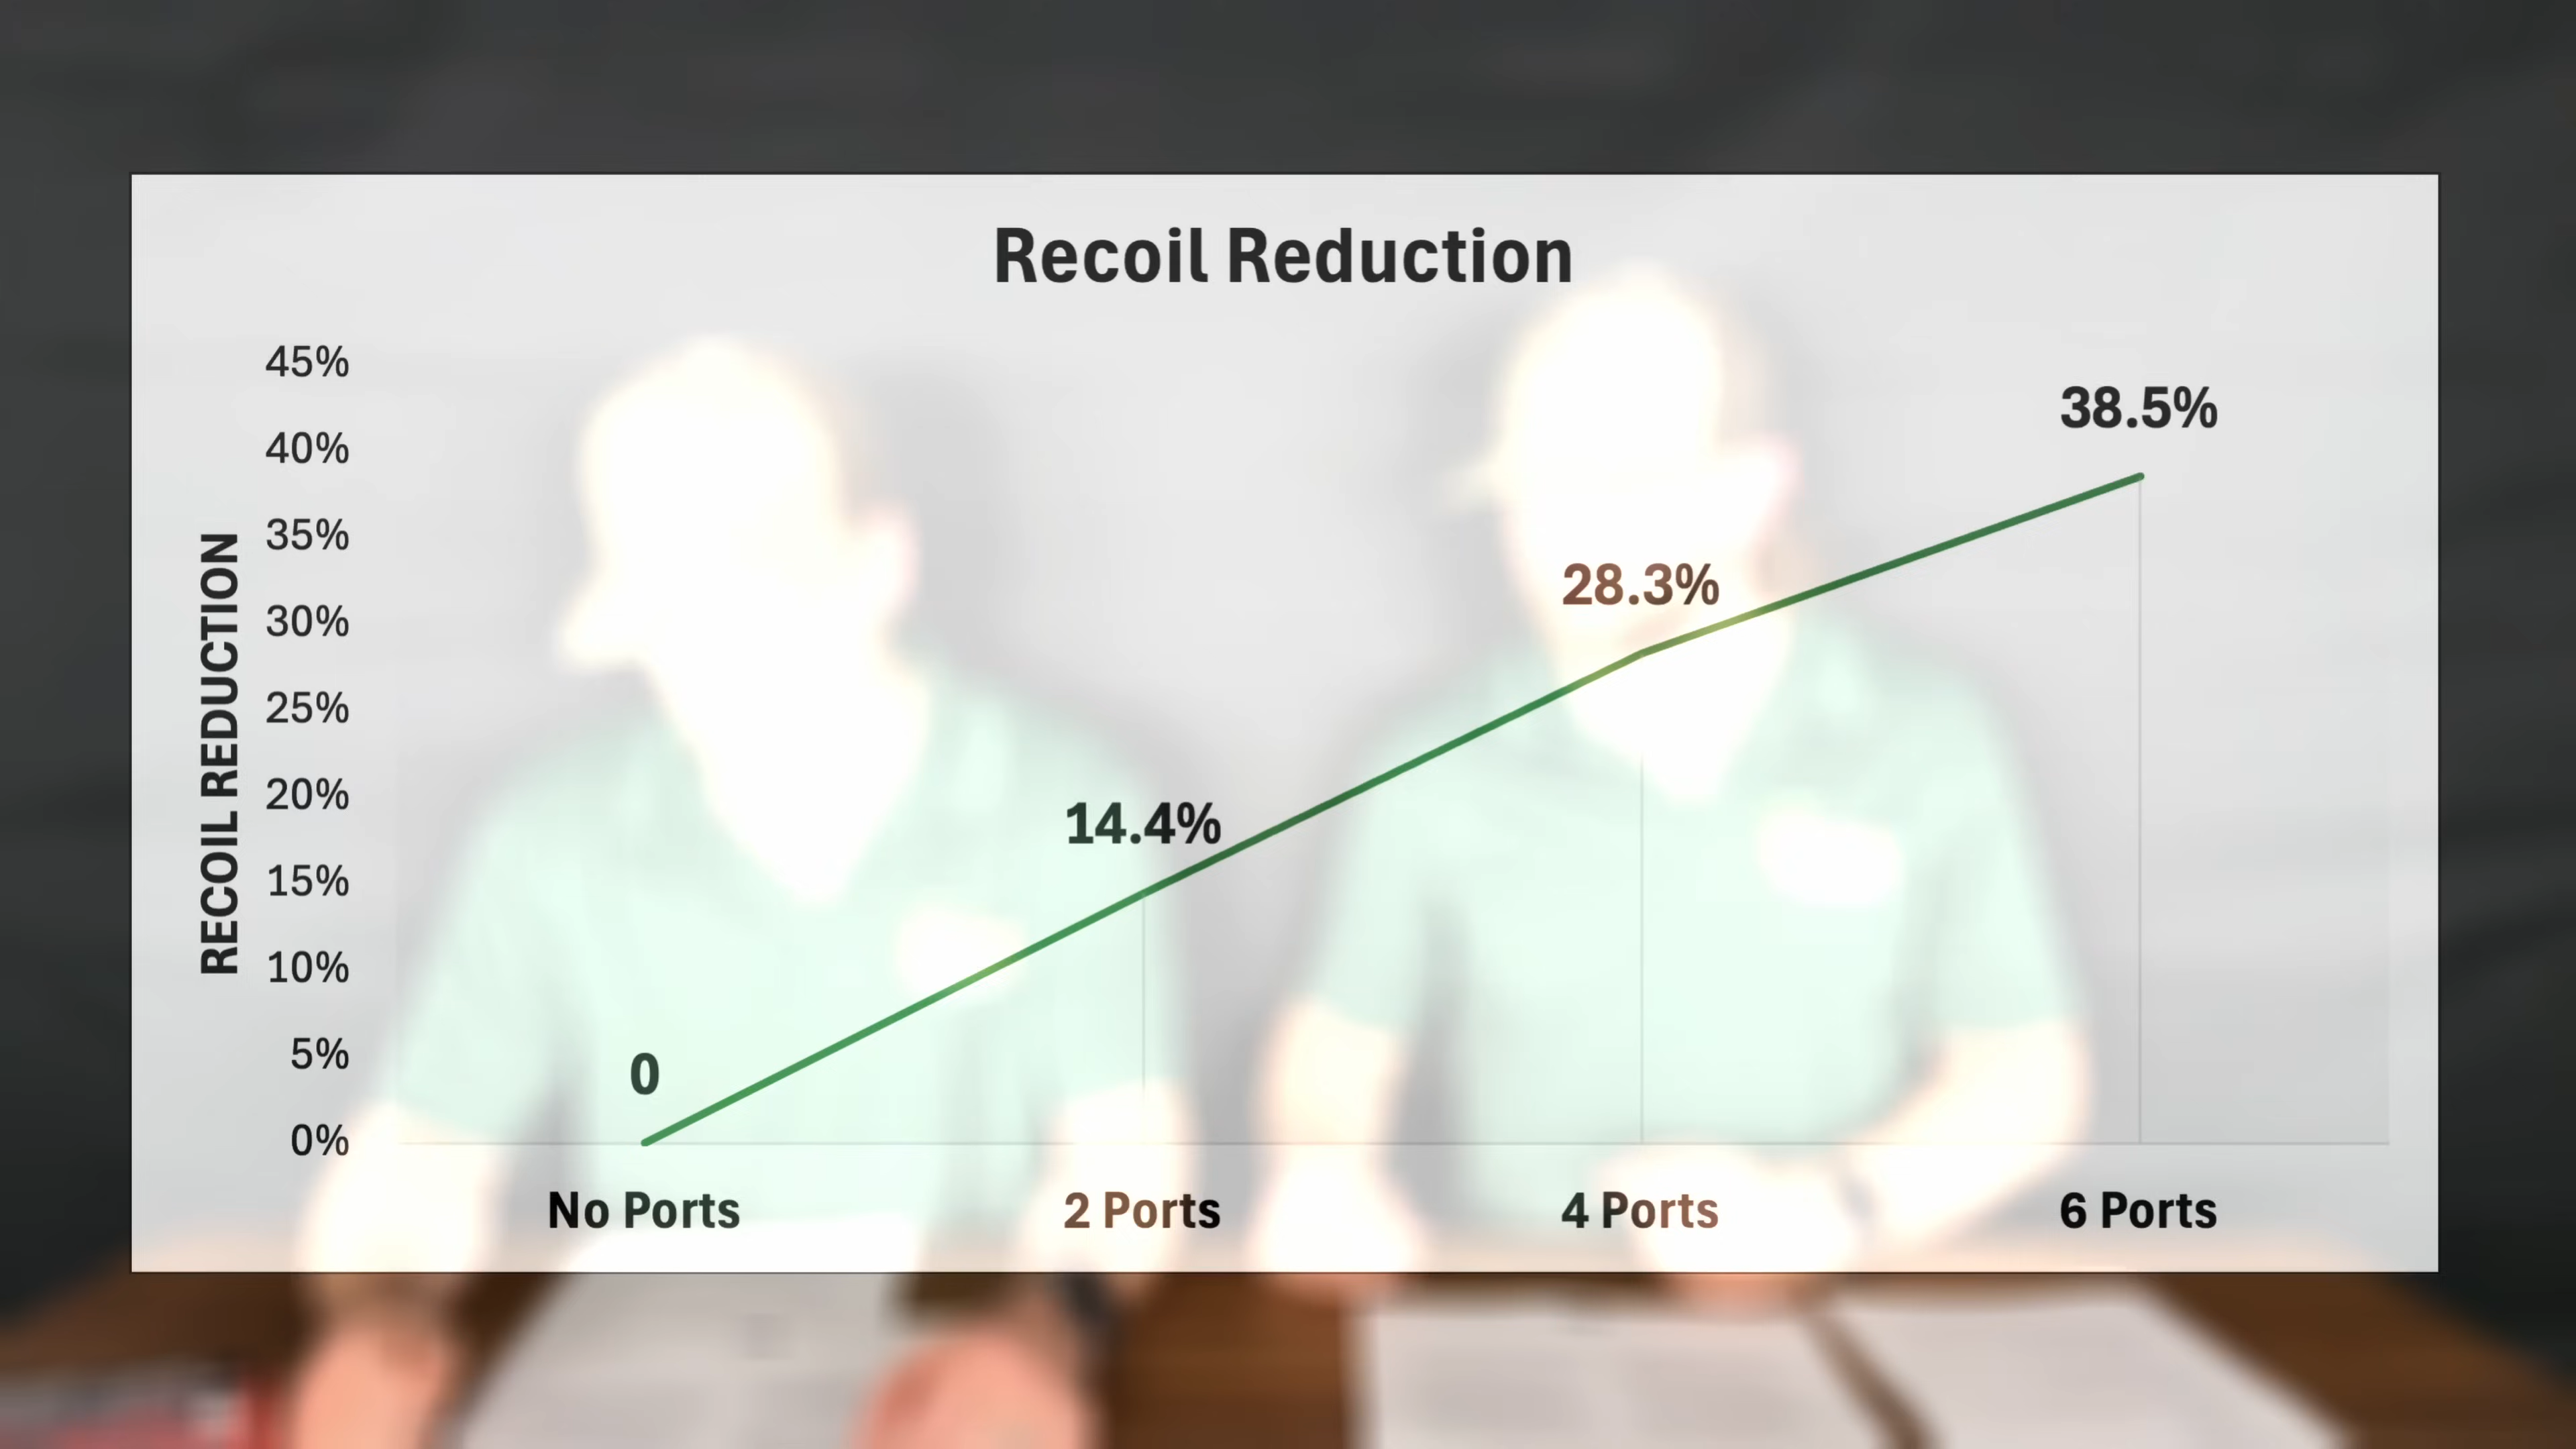 Recoil Reduction
RECOIL REDUCTION
45%
40%
35%
30%
25%
20%
15%
10%
5%
0%
0
14.4%
28.3%
38.5%
No Ports
2 Ports
4 Ports
6 Ports